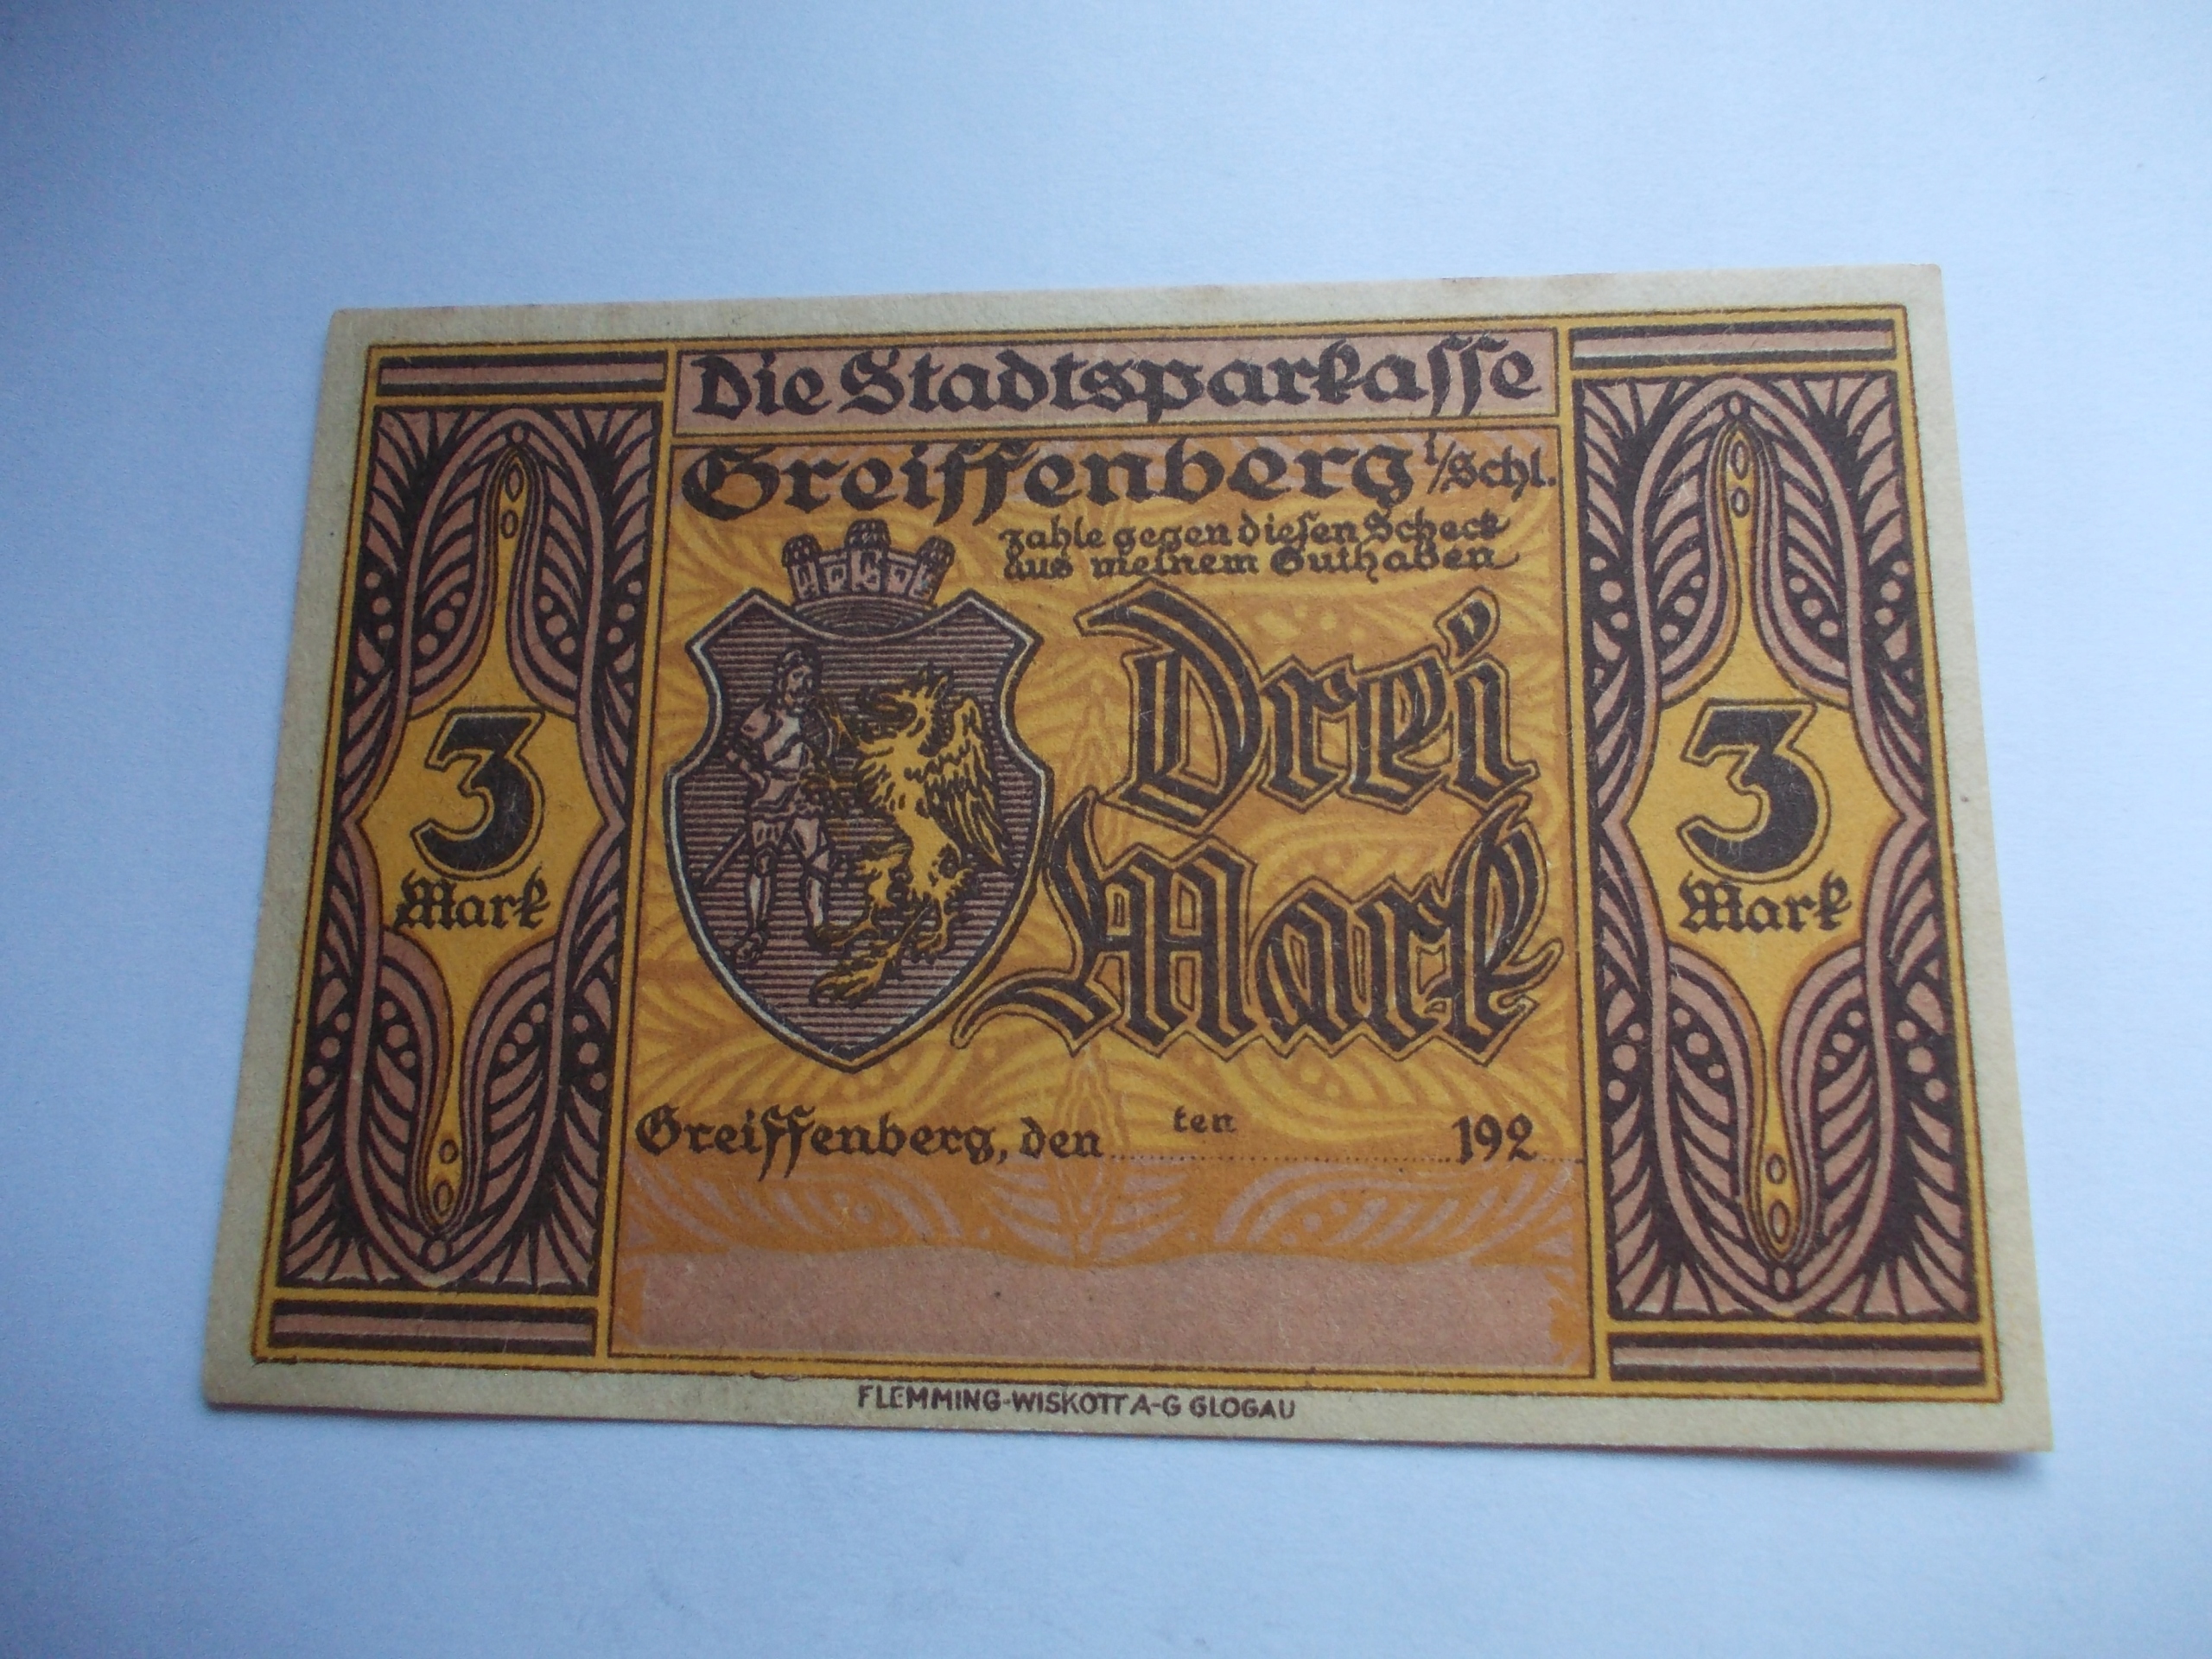 Die Stadtsparkasse
Greiffenberg i/Schl.
zahle gegen diesen Scheck
aus meinem Guthaben
Drei
Mark
3
Mark
3
Mark
Greiffenberg, den ten 192
FLEMMING-WISKOTT A-G GLOGAU